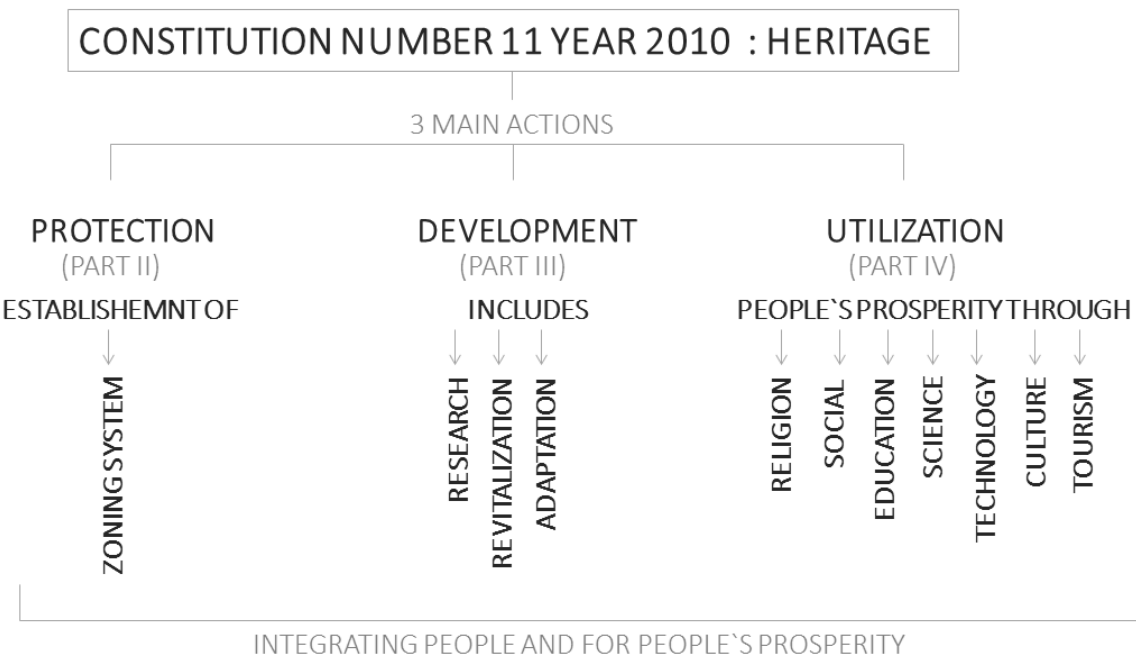 CONSTITUTION NUMBER 11 YEAR 2010 : HERITAGE
3 MAIN ACTIONS
PROTECTION
(PART II)
ESTABLISHEMNT OF
ZONING SYSTEM
DEVELOPMENT
(PART III)
INCLUDES
RESEARCH
REVITALIZATION
ADAPTATION
UTILIZATION
(PART IV)
PEOPLE`S PROSPERITY THROUGH
RELIGION
SOCIAL
EDUCATION
SCIENCE
TECHNOLOGY
CULTURE
TOURISM
INTEGRATING PEOPLE AND FOR PEOPLE`S PROSPERITY